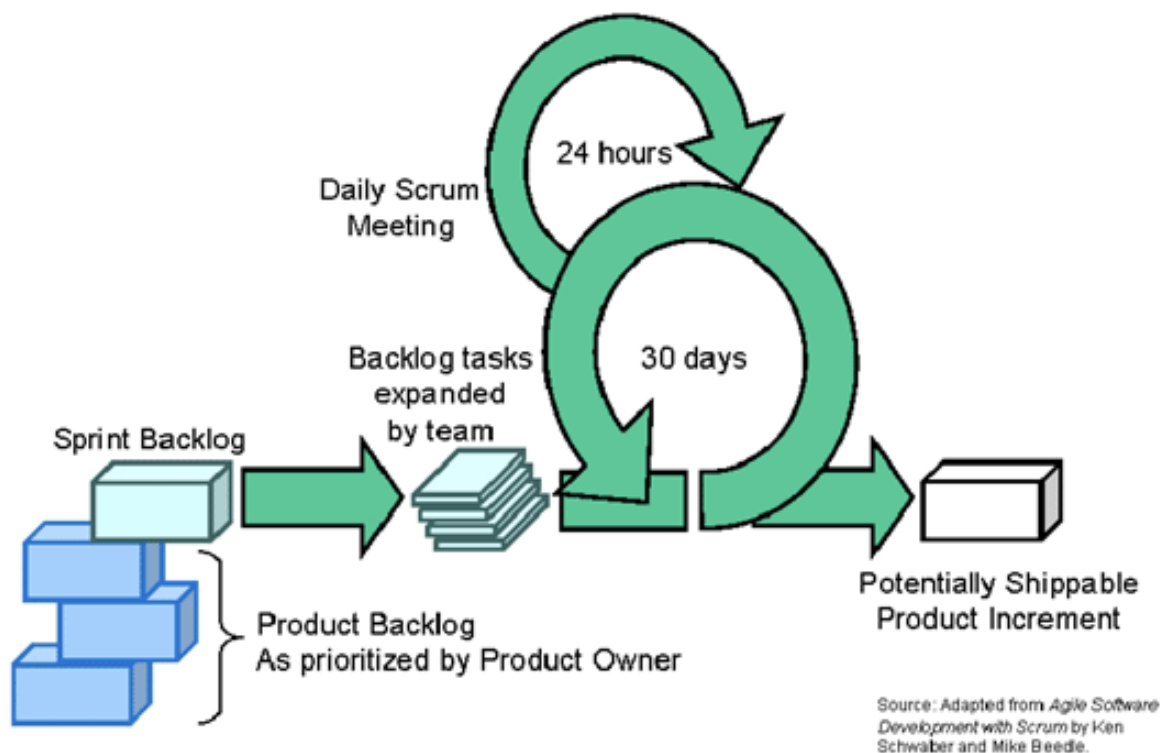 24 hours
Daily Scrum
Meeting
30 days
Backlog tasks
expanded
by team
Sprint Backlog
Potentially Shippable
Product Increment
Product Backlog
As prioritized by Product Owner
Source: Adapted from Agile Software
Development with Scrum by Ken
Schwaber and Mike Beedle.